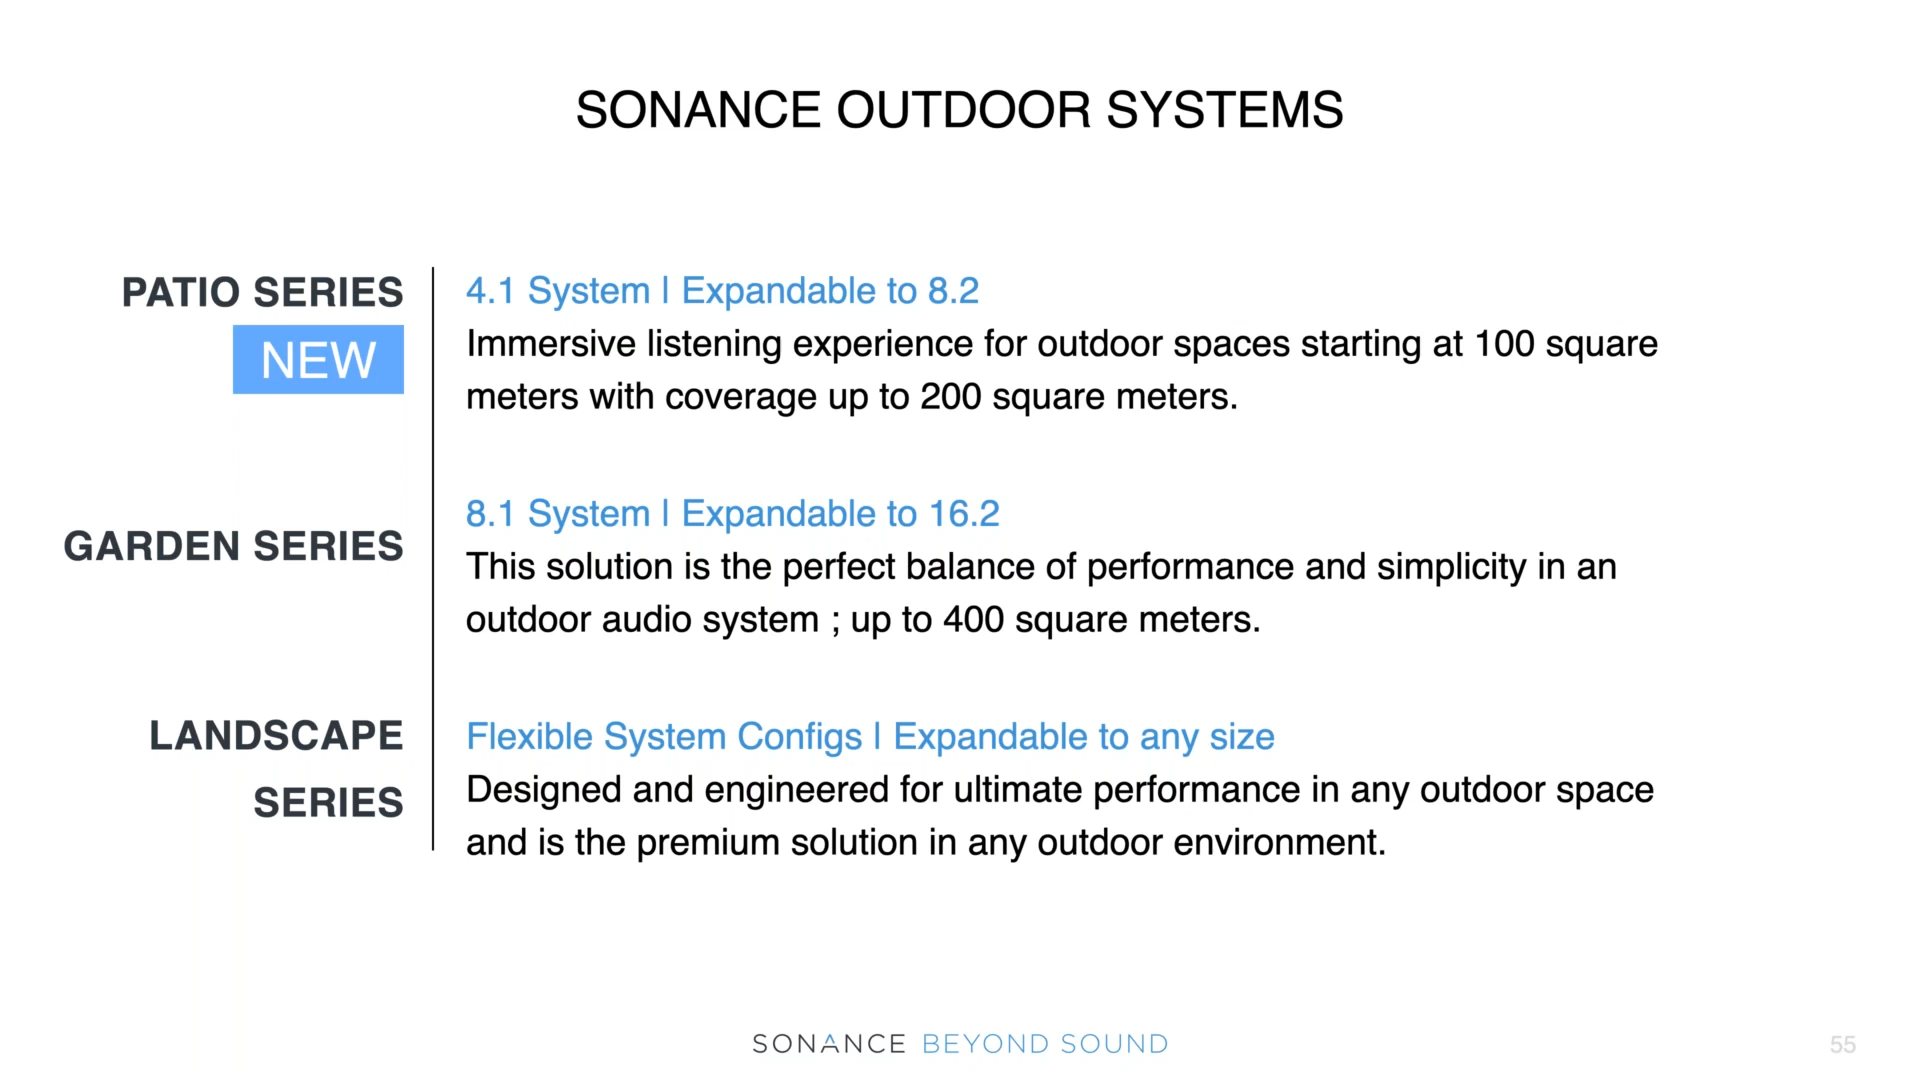 SONANCE OUTDOOR SYSTEMS
PATIO SERIES
NEW
4.1 System | Expandable to 8.2
Immersive listening experience for outdoor spaces starting at 100 square
meters with coverage up to 200 square meters.
GARDEN SERIES
8.1 System | Expandable to 16.2
This solution is the perfect balance of performance and simplicity in an
outdoor audio system ; up to 400 square meters.
LANDSCAPE
SERIES
Flexible System Configs | Expandable to any size
Designed and engineered for ultimate performance in any outdoor space
and is the premium solution in any outdoor environment.
SONANCE BEYOND SOUND
55